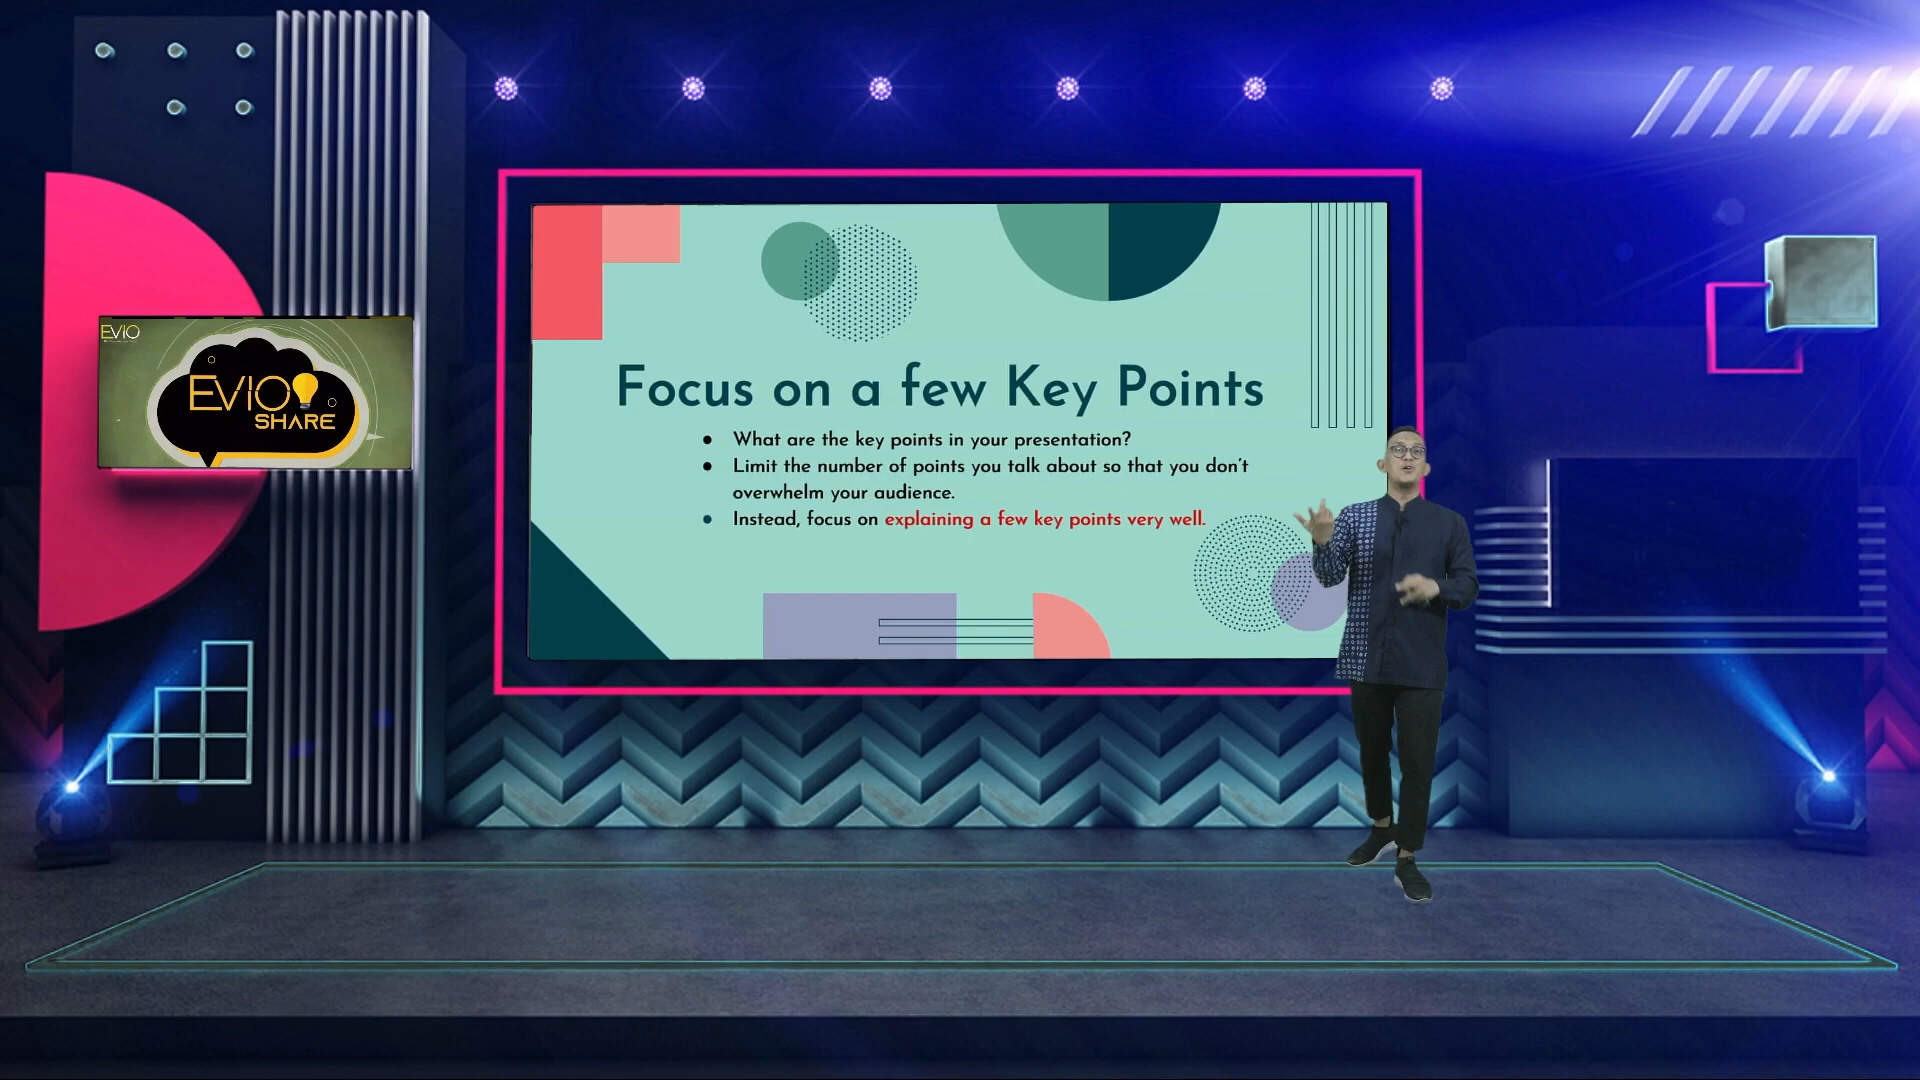 EVIO
EVIO
SHARE
Focus on a few Key Points
● What are the key points in your presentation?
● Limit the number of points you talk about so that you don't
overwhelm your audience.
● Instead, focus on explaining a few key points very well.